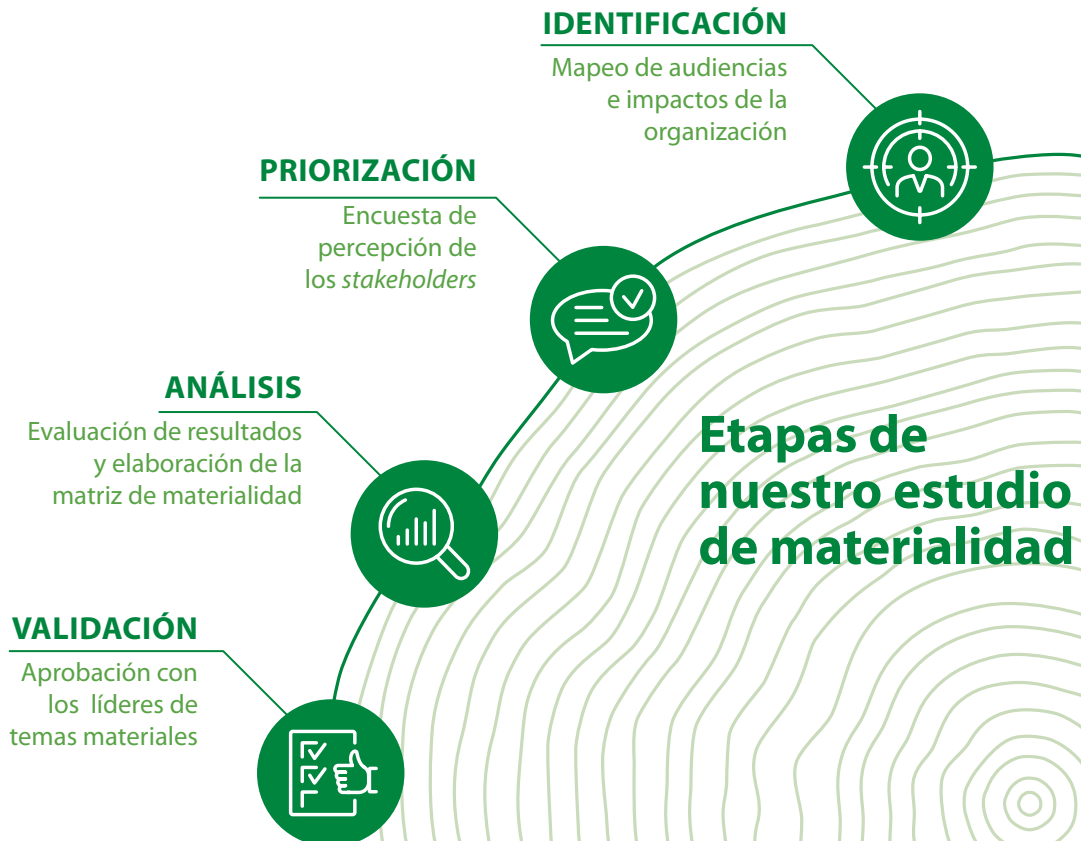 IDENTIFICACIÓN
Mapeo de audiencias
e impactos de la
organización
PRIORIZACIÓN
Encuesta de
percepción de
los stakeholders
ANÁLISIS
Evaluación de resultados
y elaboración de la
matriz de materialidad
VALIDACIÓN
Aprobación con
los líderes de
temas materiales
Etapas de
nuestro estudio
de materialidad